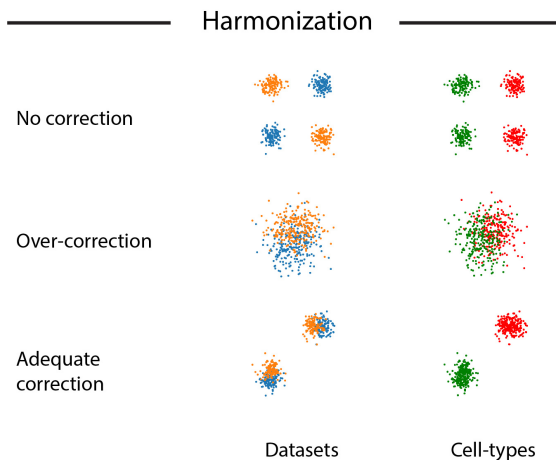 Harmonization
No correction
Over-correction
Adequate
correction
Datasets
Cell-types